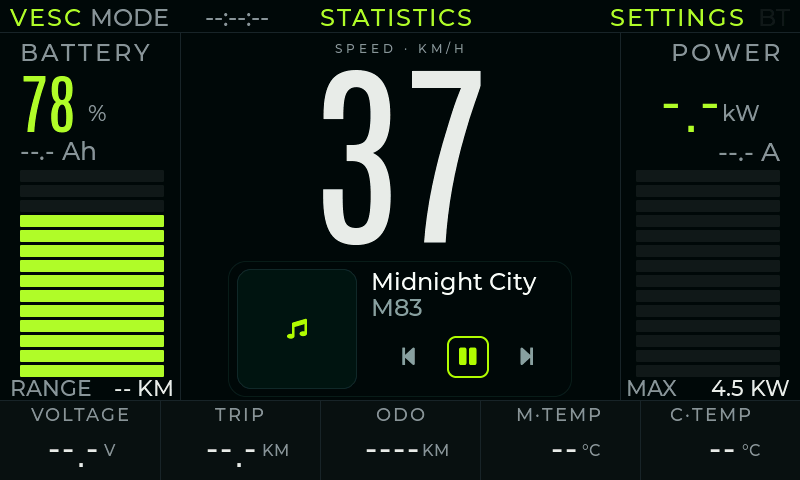 VESC MODE --:--:-- STATISTICS SETTINGS BT
BATTERY
78 %
--.- Ah
SPEED · KM/H
37
POWER
-.- kW
--.- A
Midnight City
M83
RANGE -- KM
MAX 4.5 KW
VOLTAGE TRIP ODO M·TEMP C·TEMP
--.- V --.- KM ---- KM -- °C -- °C